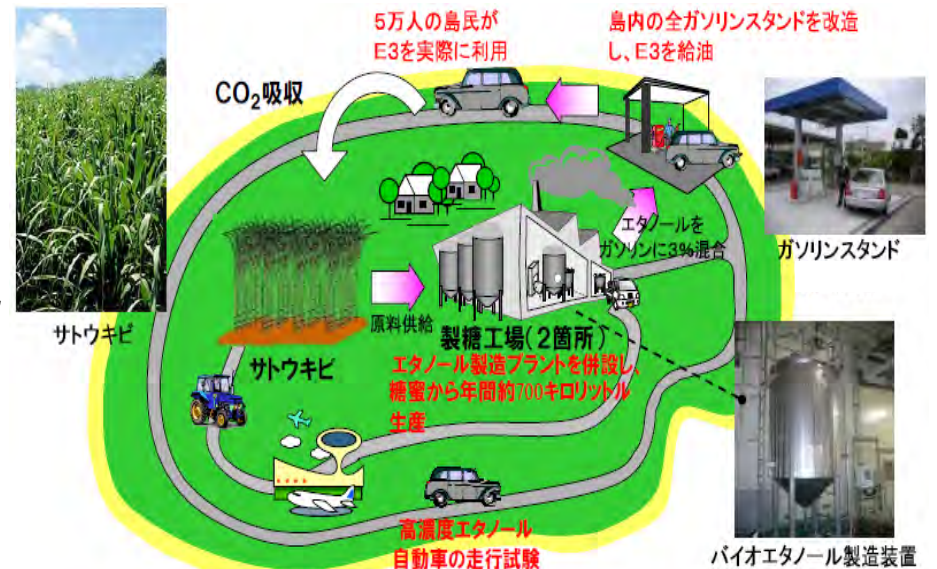 5万人の島民が
E3を実際に利用
島内の全ガソリンスタンドを改造
し、E3を給油
CO₂吸収
エタノールを
ガソリンに3%混合
ガソリンスタンド
サトウキビ
原料供給
サトウキビ
製糖工場(2箇所)
エタノール製造プラントを併設し、
糖蜜から年間約700キロリットル
生産
高濃度エタノール
自動車の走行試験
バイオエタノール製造装置